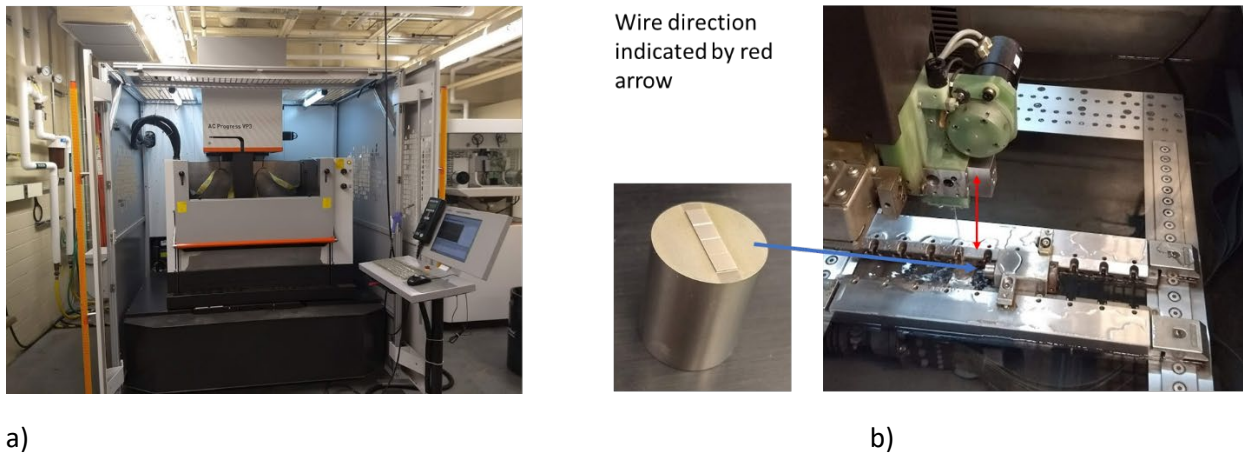 AC Progress VP3
Wire direction
indicated by red
arrow
a)
b)